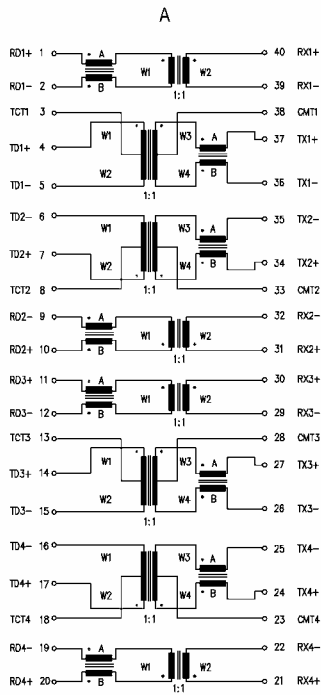 A
RD1+ 1 A 40 RX1+
W1 W2
RD1- 2 B 39 RX1-
1:1
TCT1 3 38 CMT1
W1 W3 37 TX1+
TD1+ 4 A
W2 W4 B
TD1- 5 36 TX1-
1:1
TD2- 6 35 TX2-
W1 W3 A
TD2+ 7 B 34 TX2+
W2 W4
TCT2 8 33 CMT2
1:1
RD2- 9 A 32 RX2-
W1 W2
RD2+ 10 B 31 RX2+
1:1
RD3+ 11 A 30 RX3+
W1 W2
RD3- 12 B 29 RX3-
1:1
TCT3 13 28 CMT3
W1 W3 A 27 TX3+
TD3+ 14
W2 W4 B
TD3- 15 26 TX3-
1:1
TD4- 16 25 TX4-
W1 W3 A
TD4+ 17 B 24 TX4+
W2 W4
TCT4 18 23 CMT4
1:1
RD4- 19 A 22 RX4-
W1 W2
RD4+ 20 B 21 RX4+
1:1